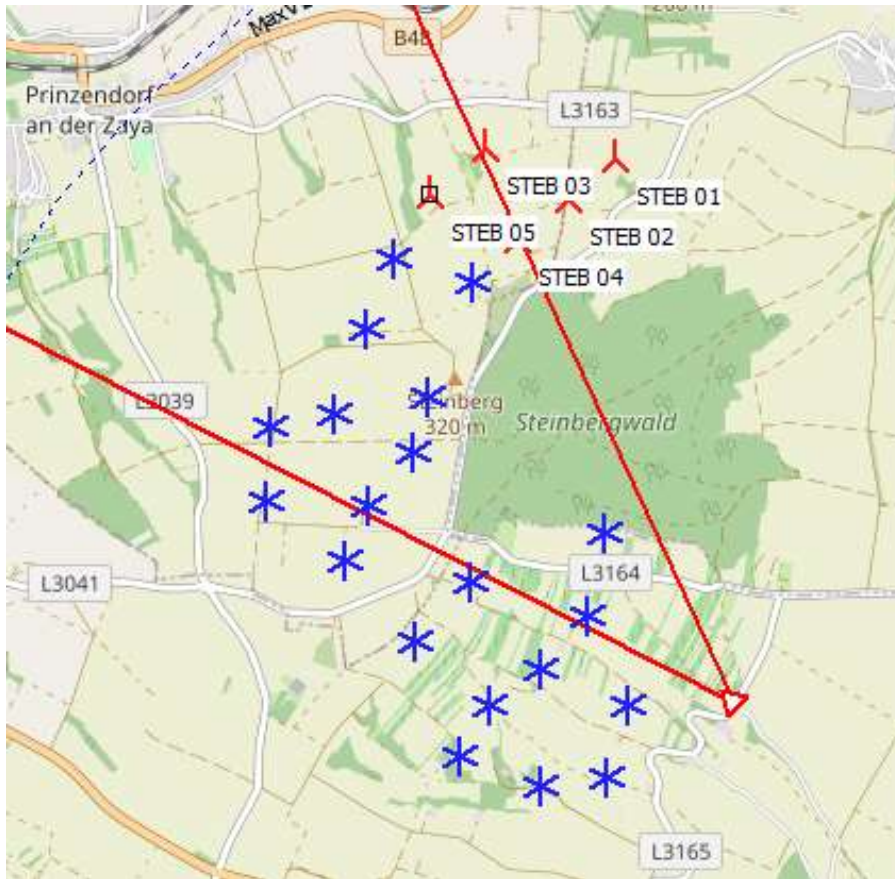 B48
Prinzendorf
an der Zaya
L3163
STEB 03
STEB 01
STEB 05
STEB 02
STEB 04
L3039
Steinberg
320 m
Steinbergwald
L3041
L3164
L3165